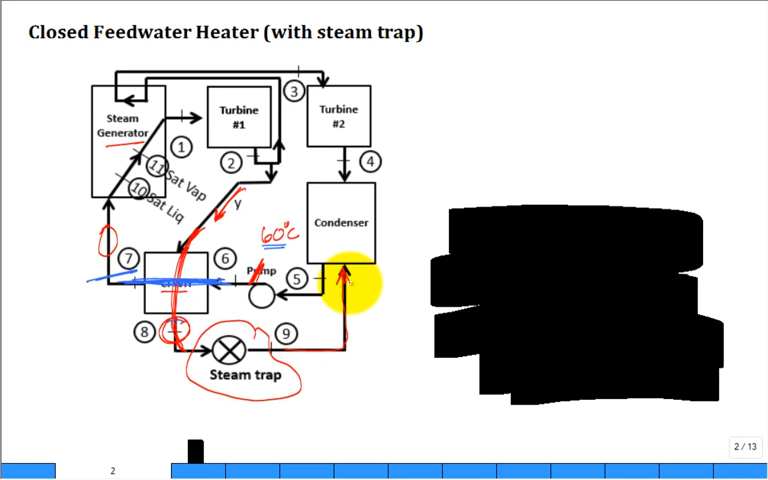 Closed Feedwater Heater (with steam trap)
3
Steam
Generator
Turbine
#1
Turbine
#2
1
2
4
11 Sat Vap
10 Sat Liq
y
Condenser
60°C
7
6
Pump
5
8
9
Steam trap
2 / 13
2